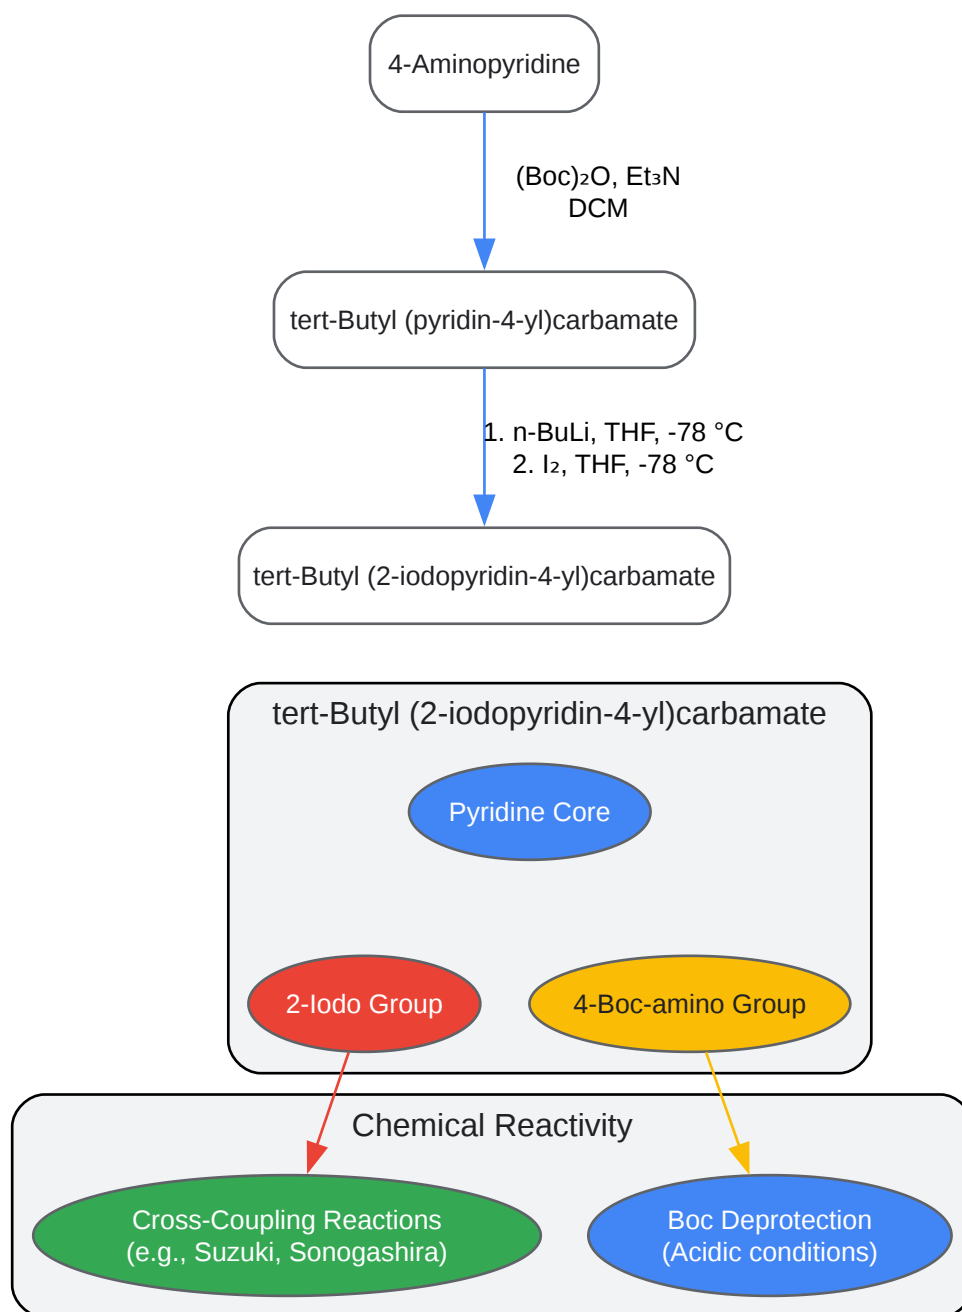 4-Aminopyridine
(Boc)₂O, Et₃N
DCM
tert-Butyl (pyridin-4-yl)carbamate
1. n-BuLi, THF, -78 °C
2. I₂, THF, -78 °C
tert-Butyl (2-iodopyridin-4-yl)carbamate
tert-Butyl (2-iodopyridin-4-yl)carbamate
Pyridine Core
2-Iodo Group
4-Boc-amino Group
Chemical Reactivity
Cross-Coupling Reactions
(e.g., Suzuki, Sonogashira)
Boc Deprotection
(Acidic conditions)